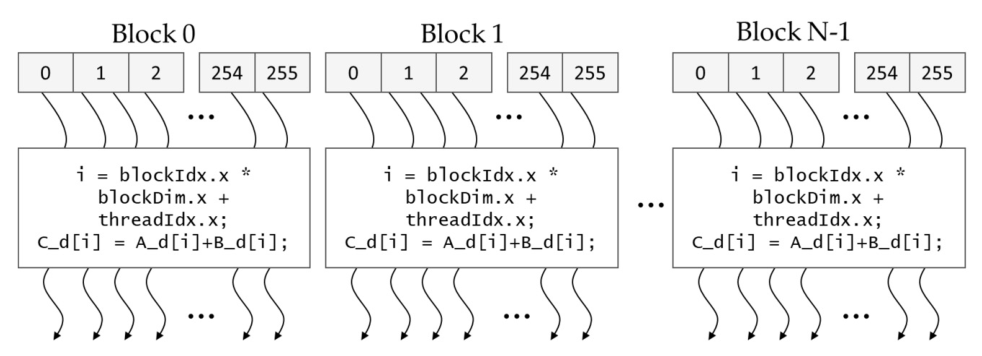 Block 0
0 1 2 ... 254 255
...
i = blockIdx.x *
blockDim.x +
threadIdx.x;
C_d[i] = A_d[i]+B_d[i];
...
Block 1
0 1 2 254 255
...
i = blockIdx.x *
blockDim.x +
threadIdx.x;
C_d[i] = A_d[i]+B_d[i];
...
...
Block N-1
0 1 2 254 255
...
i = blockIdx.x *
blockDim.x +
threadIdx.x;
C_d[i] = A_d[i]+B_d[i];
...